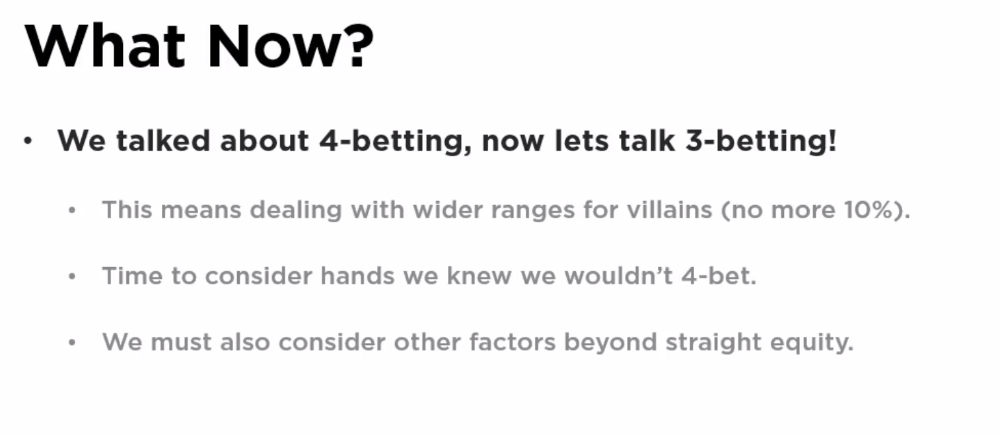 What Now?
• We talked about 4-betting, now lets talk 3-betting!
• This means dealing with wider ranges for villains (no more 10%).
• Time to consider hands we knew we wouldn’t 4-bet.
• We must also consider other factors beyond straight equity.